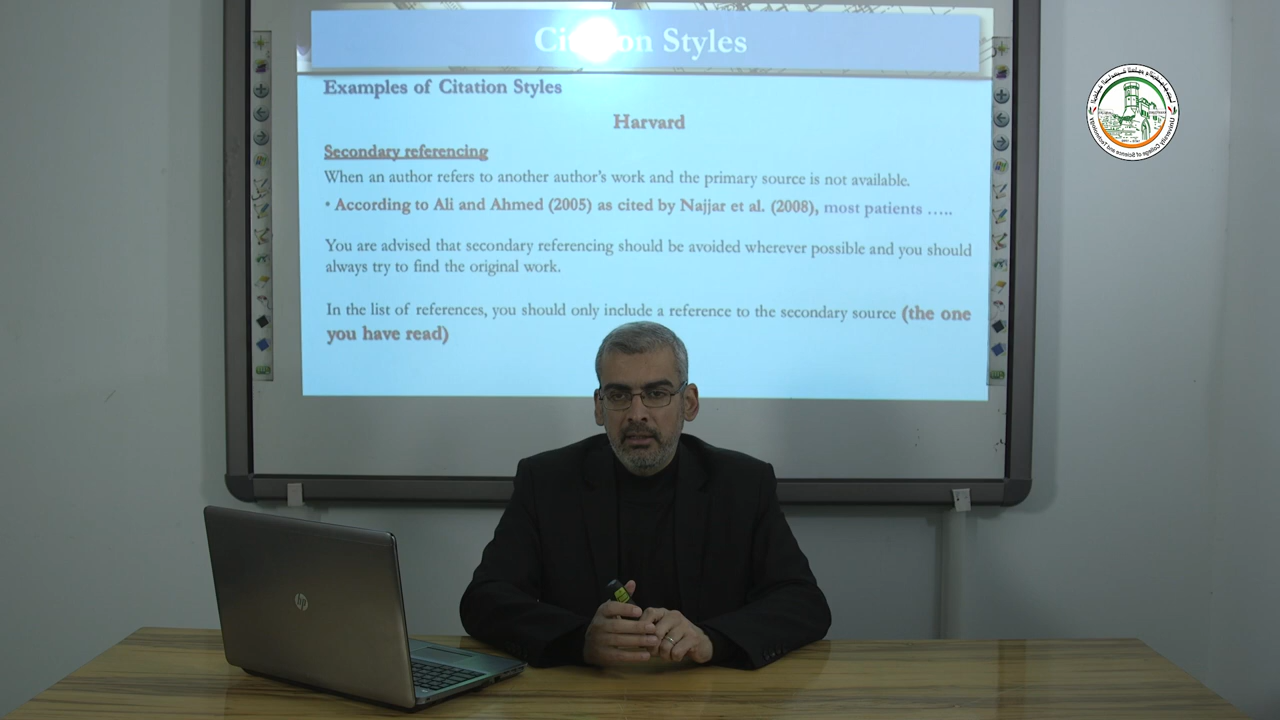 Citation Styles
Examples of Citation Styles
Harvard
Secondary referencing
When an author refers to another author's work and the primary source is not available.
• According to Ali and Ahmed (2005) as cited by Najjar et al. (2008), most patients …..
You are advised that secondary referencing should be avoided wherever possible and you should
always try to find the original work.
In the list of references, you should only include a reference to the secondary source (the one
you have read)
hp